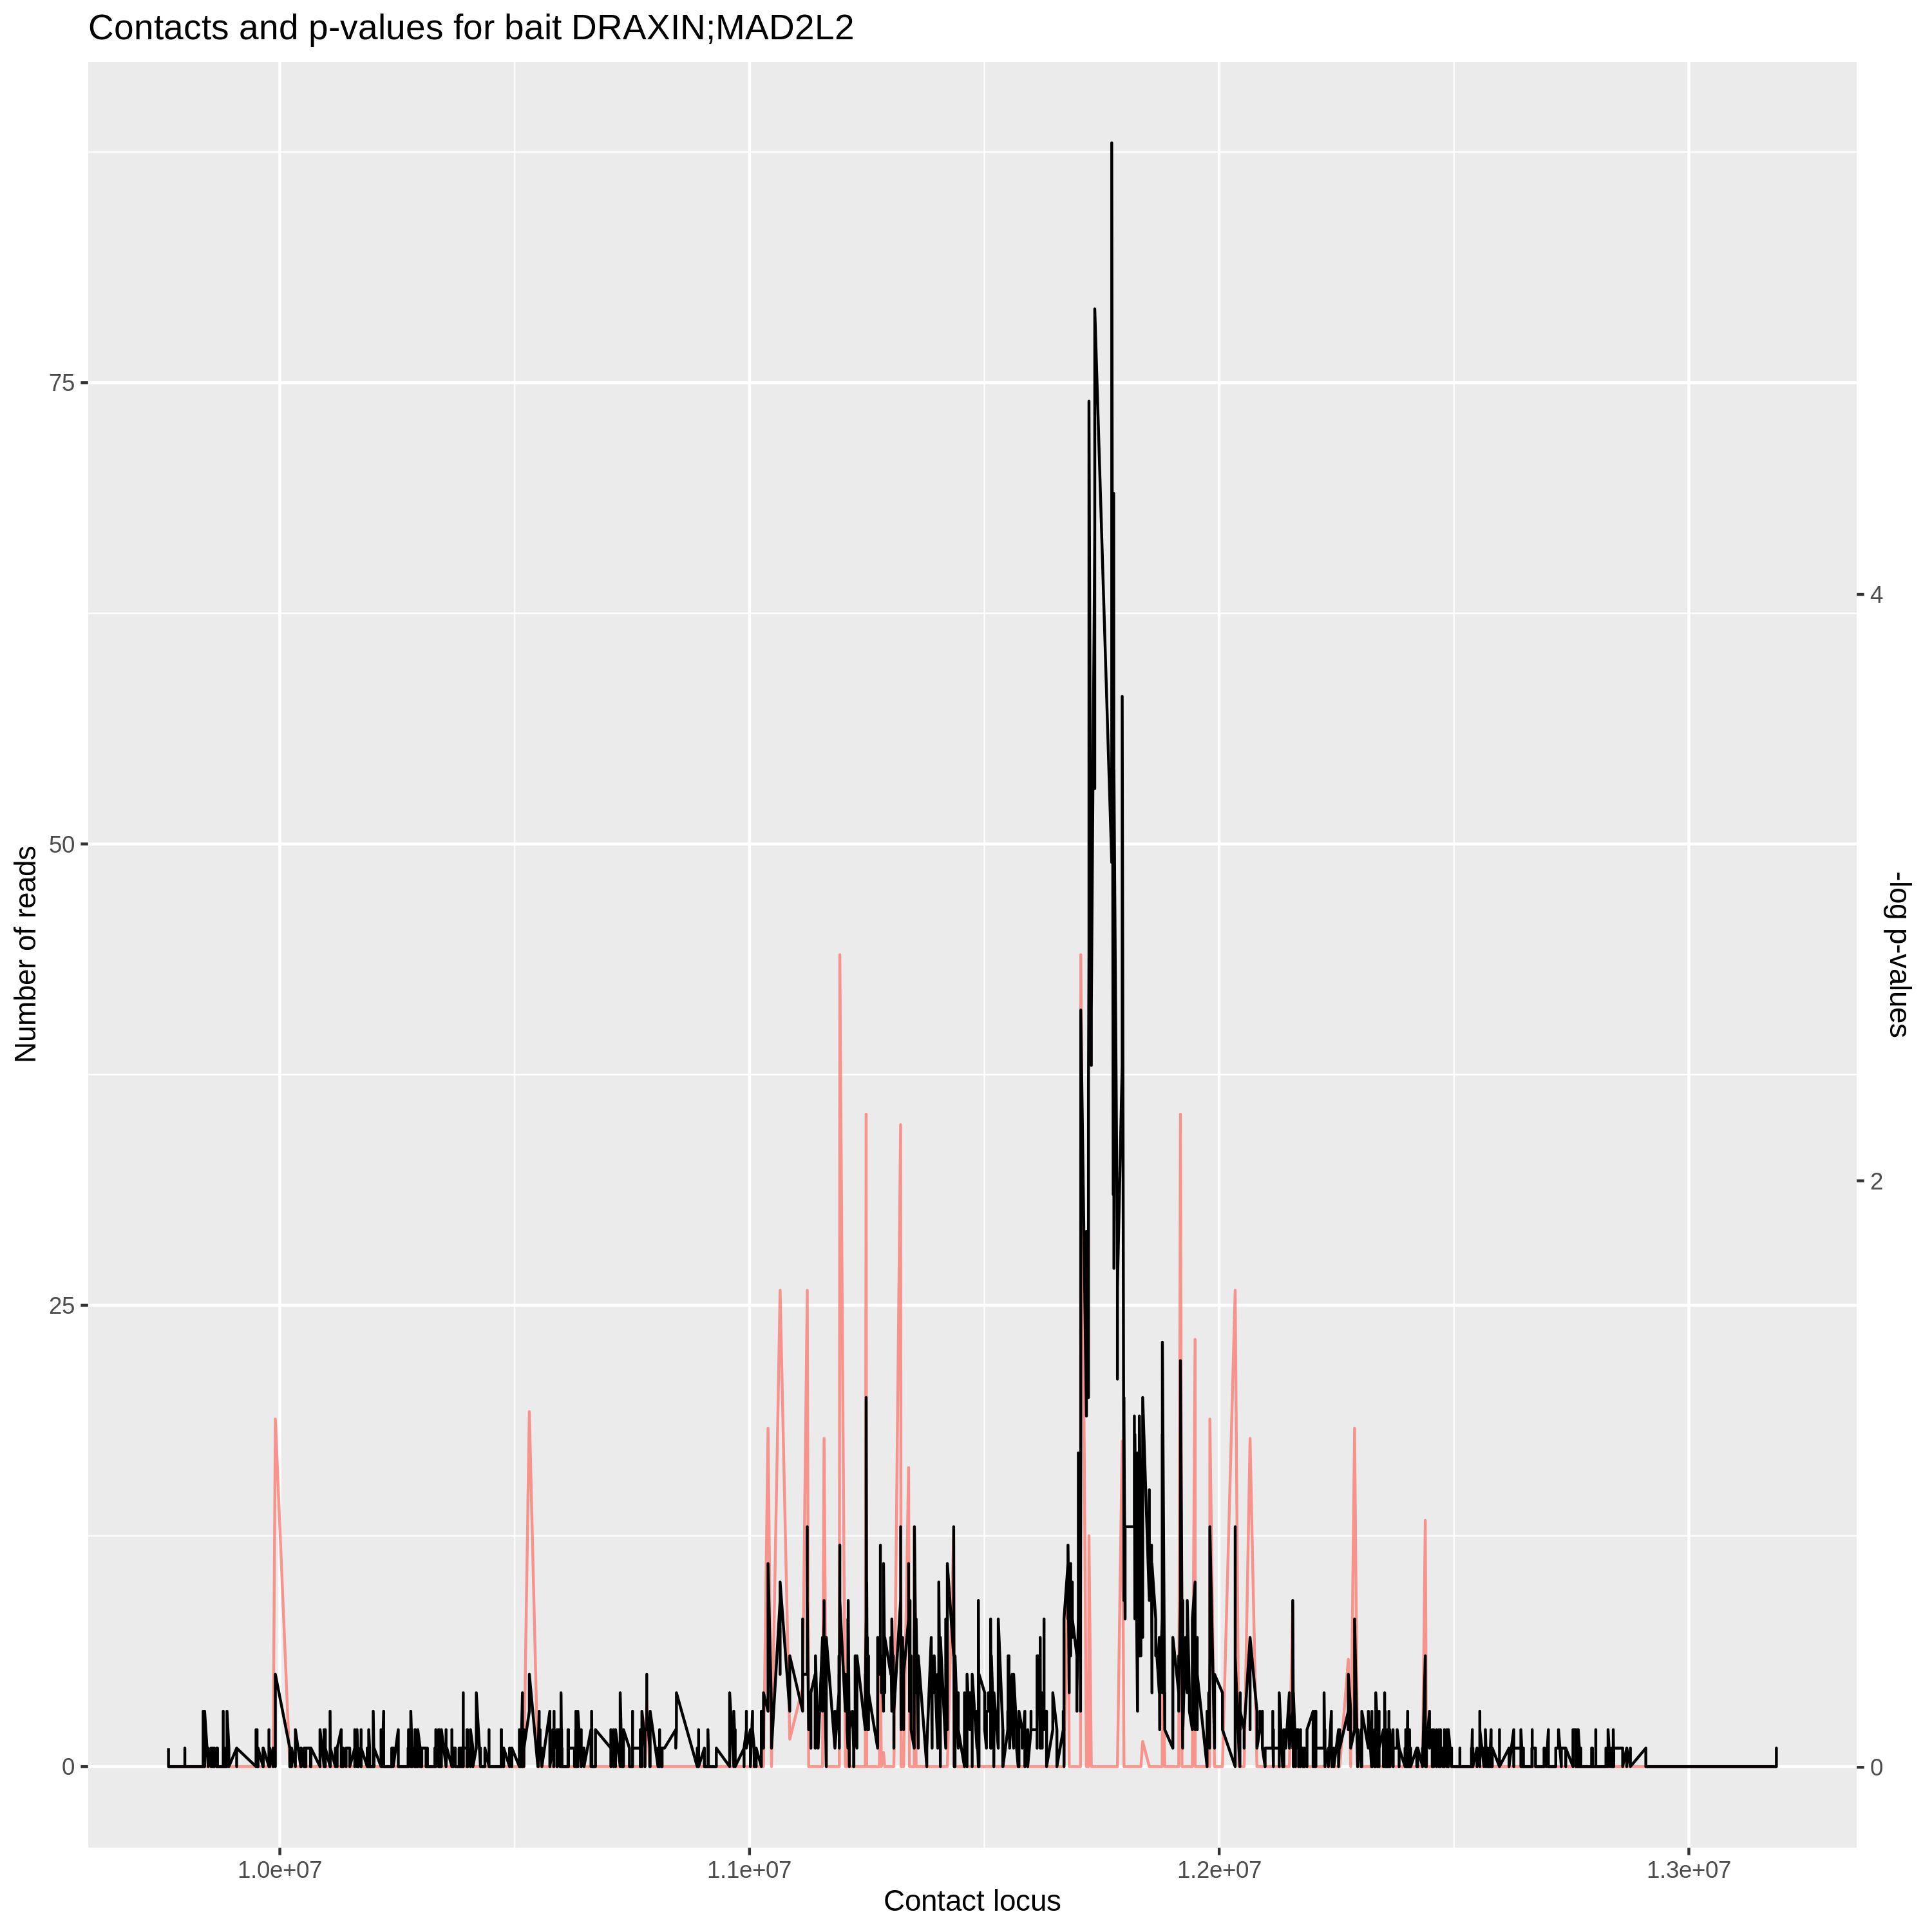 Contacts and p-values for bait DRAXIN;MAD2L2
75
50
25
0
Number of reads
4
2
0
-log p-values
1.0e+07
1.1e+07
1.2e+07
1.3e+07
Contact locus